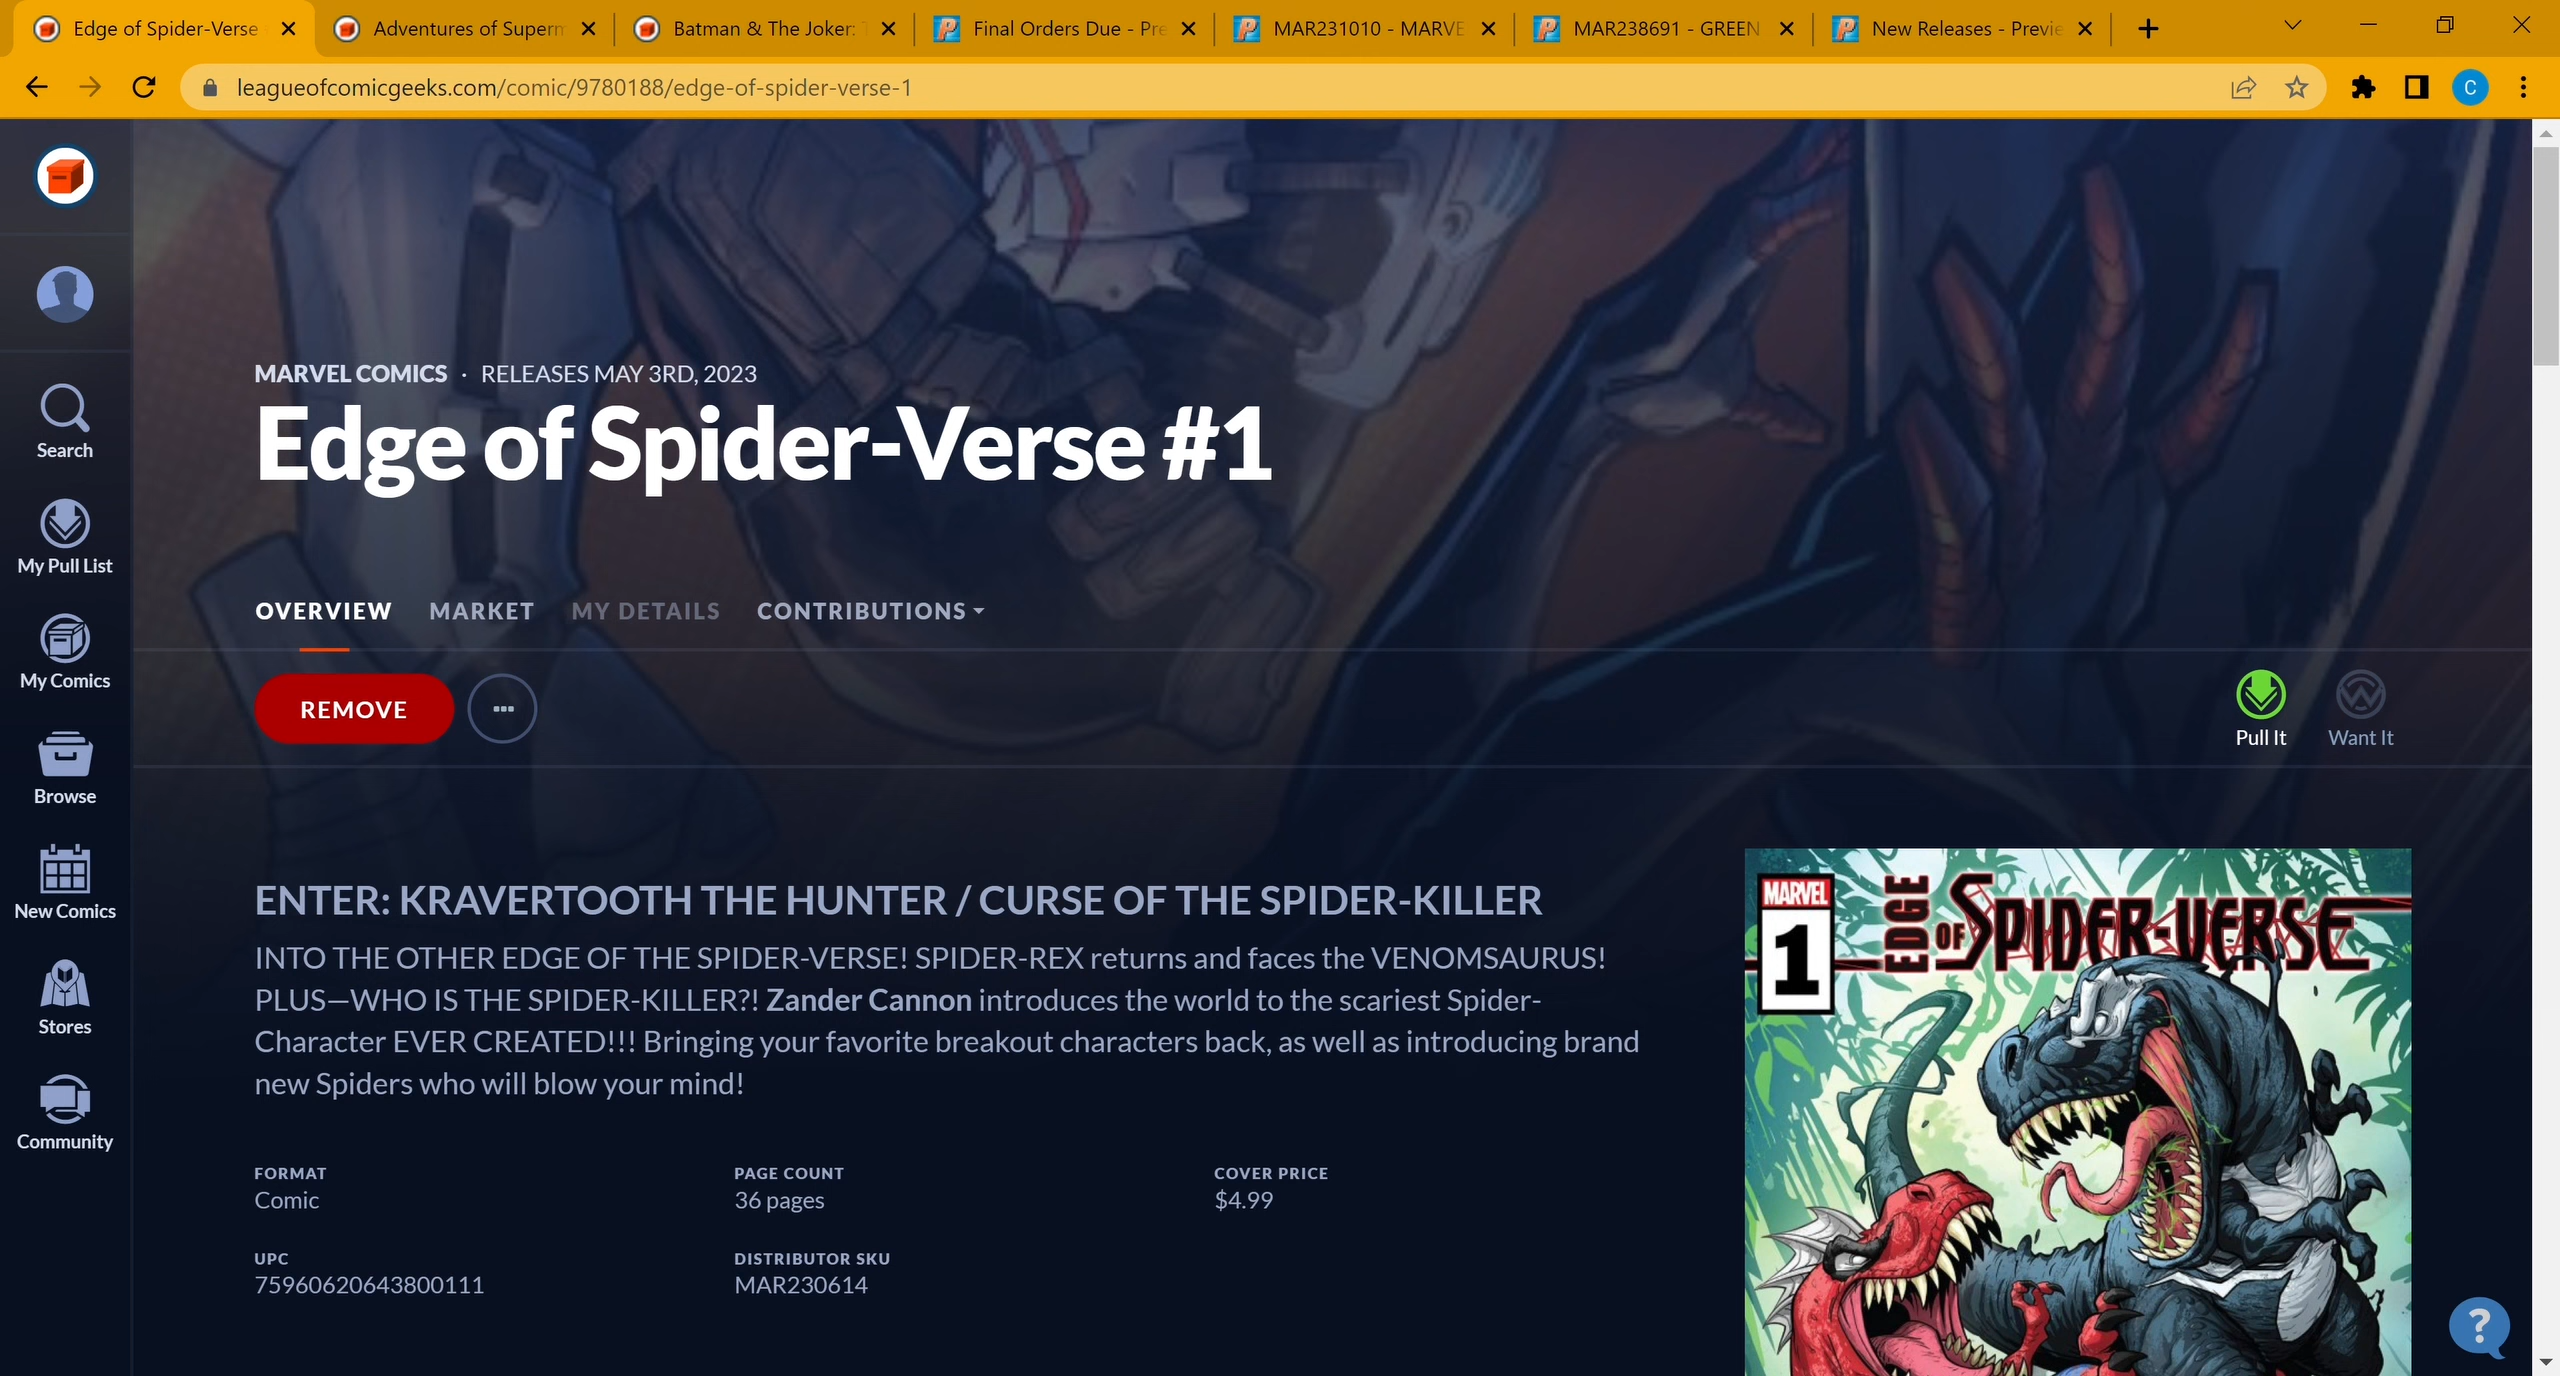 Edge of Spider-Verse
Adventures of Superm
Batman & The Joker: T
Final Orders Due - Pre
MAR231010 - MARVE
MAR238691 - GREEN
New Releases - Previe
leagueofcomicgeeks.com/comic/9780188/edge-of-spider-verse-1
C
Search
My Pull List
My Comics
Browse
New Comics
Stores
Community
MARVEL COMICS · RELEASES MAY 3RD, 2023
Edge of Spider-Verse #1
OVERVIEW MARKET MY DETAILS CONTRIBUTIONS
REMOVE
Pull It
Want It
ENTER: KRAVERTOOTH THE HUNTER / CURSE OF THE SPIDER-KILLER
INTO THE OTHER EDGE OF THE SPIDER-VERSE! SPIDER-REX returns and faces the VENOMSAURUS!
PLUS—WHO IS THE SPIDER-KILLER?! Zander Cannon introduces the world to the scariest Spider-
Character EVER CREATED!!! Bringing your favorite breakout characters back, as well as introducing brand
new Spiders who will blow your mind!
FORMAT
Comic
PAGE COUNT
36 pages
COVER PRICE
$4.99
UPC
75960620643800111
DISTRIBUTOR SKU
MAR230614
MARVEL
1
EDGE OF SPIDER-VERSE
?